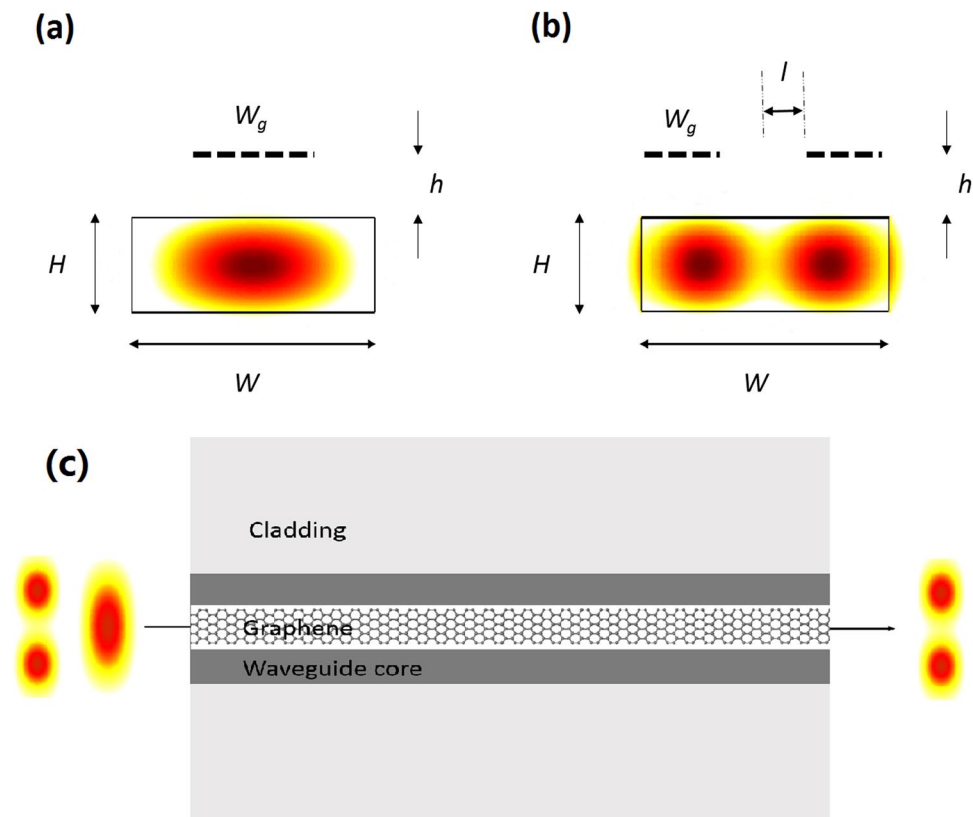 (a)
(b)
l
W_g
W_g
h
h
H
H
W
W
(c)
Cladding
Graphene
Waveguide core